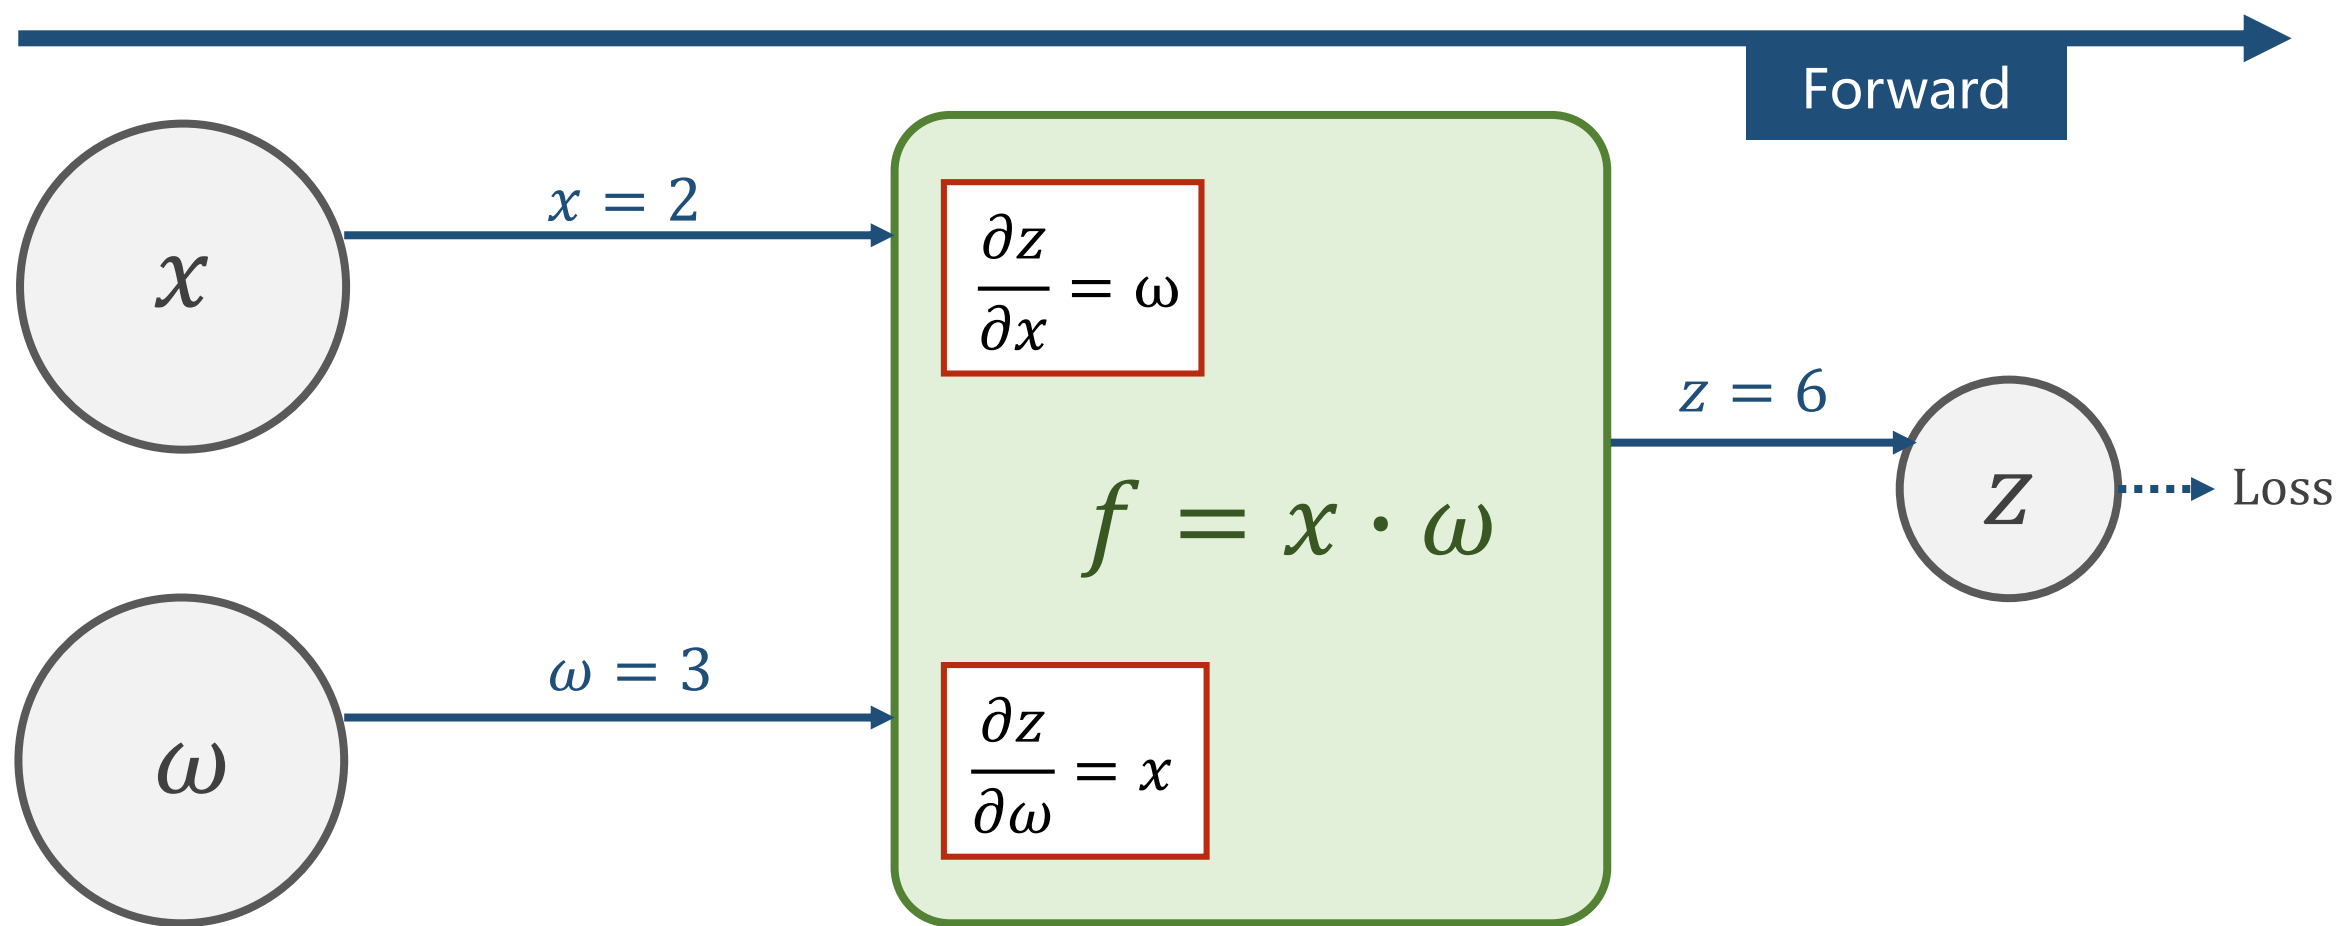 Forward
x = 2
x
∂z/∂x = ω
z = 6
f = x · ω
z
Loss
ω = 3
ω
∂z/∂ω = x